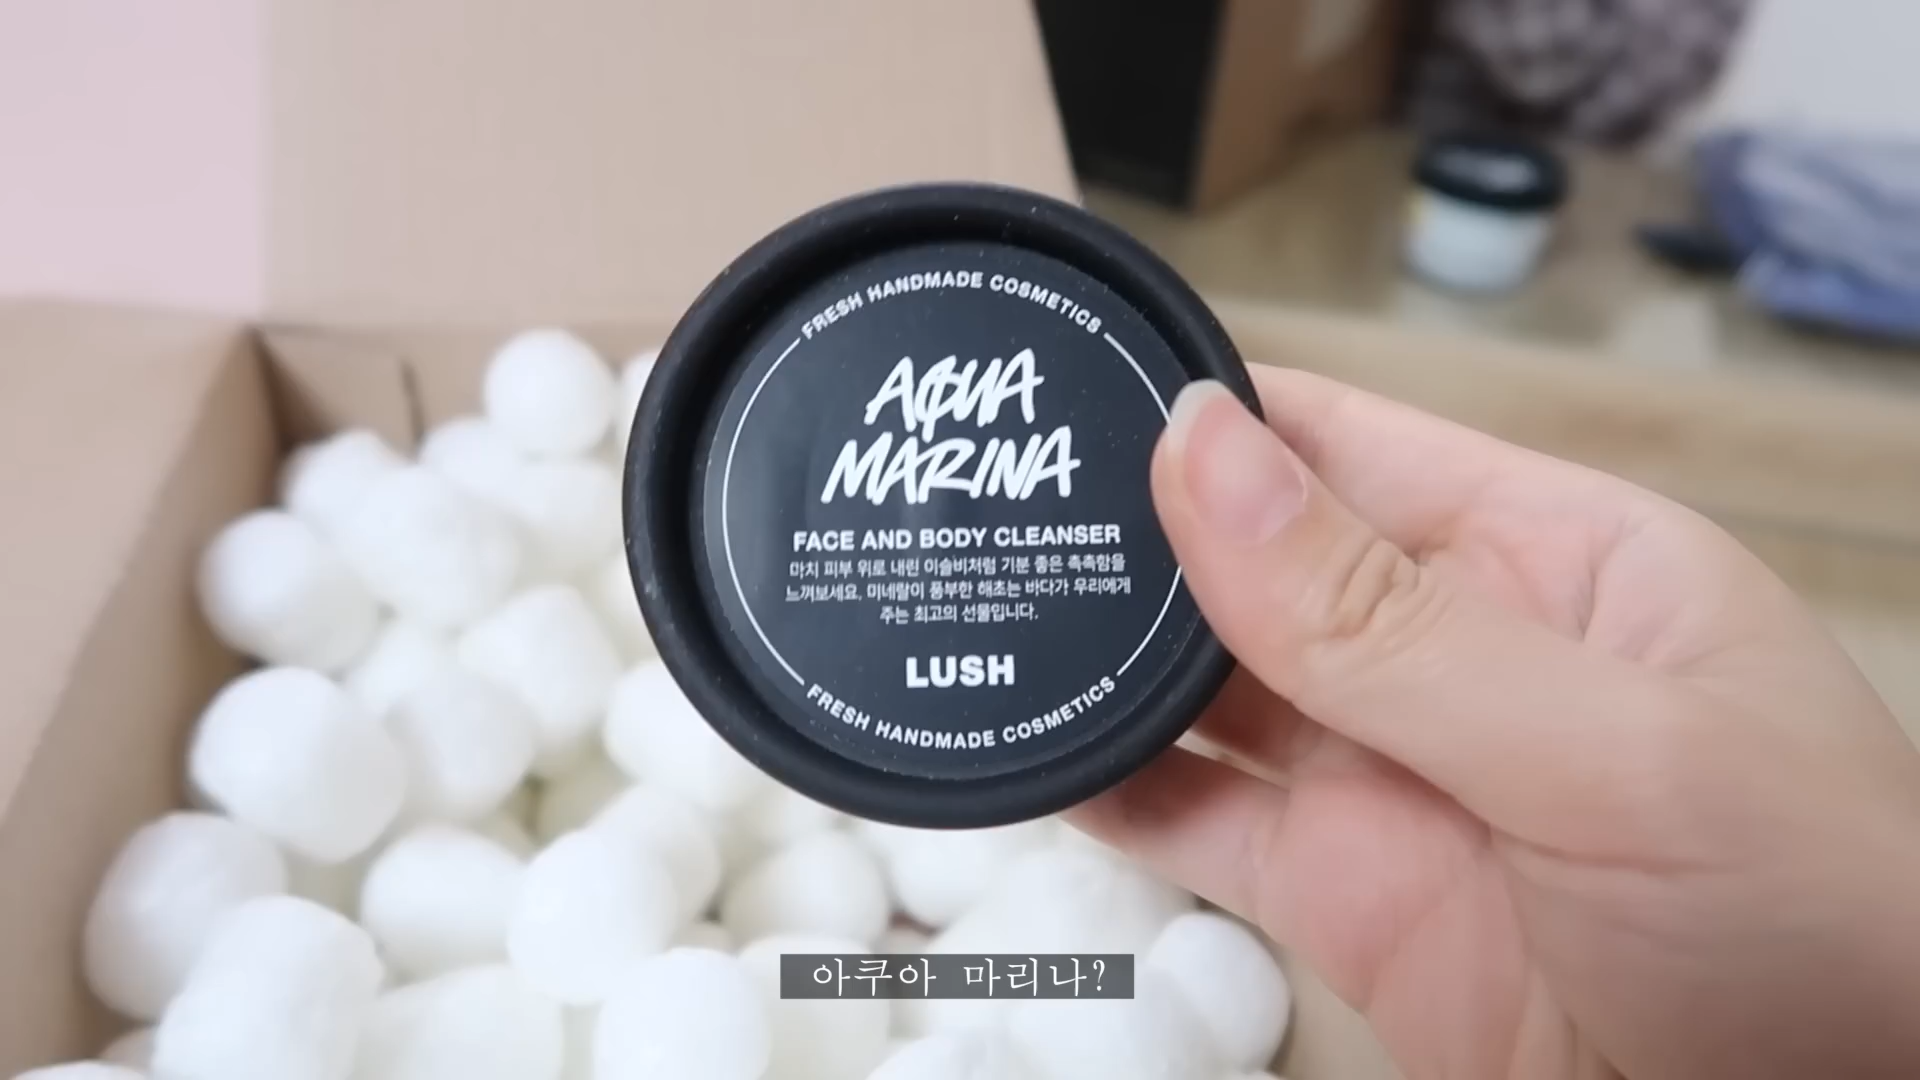 FRESH HANDMADE COSMETICS
AQUA
MARINA
FACE AND BODY CLEANSER
마치 피부 위로 내린 이슬비처럼 기분 좋은 촉촉함을
느껴보세요. 미네랄이 풍부한 해초는 바다가 우리에게
주는 최고의 선물입니다.
LUSH
FRESH HANDMADE COSMETICS
아쿠아 마리나?